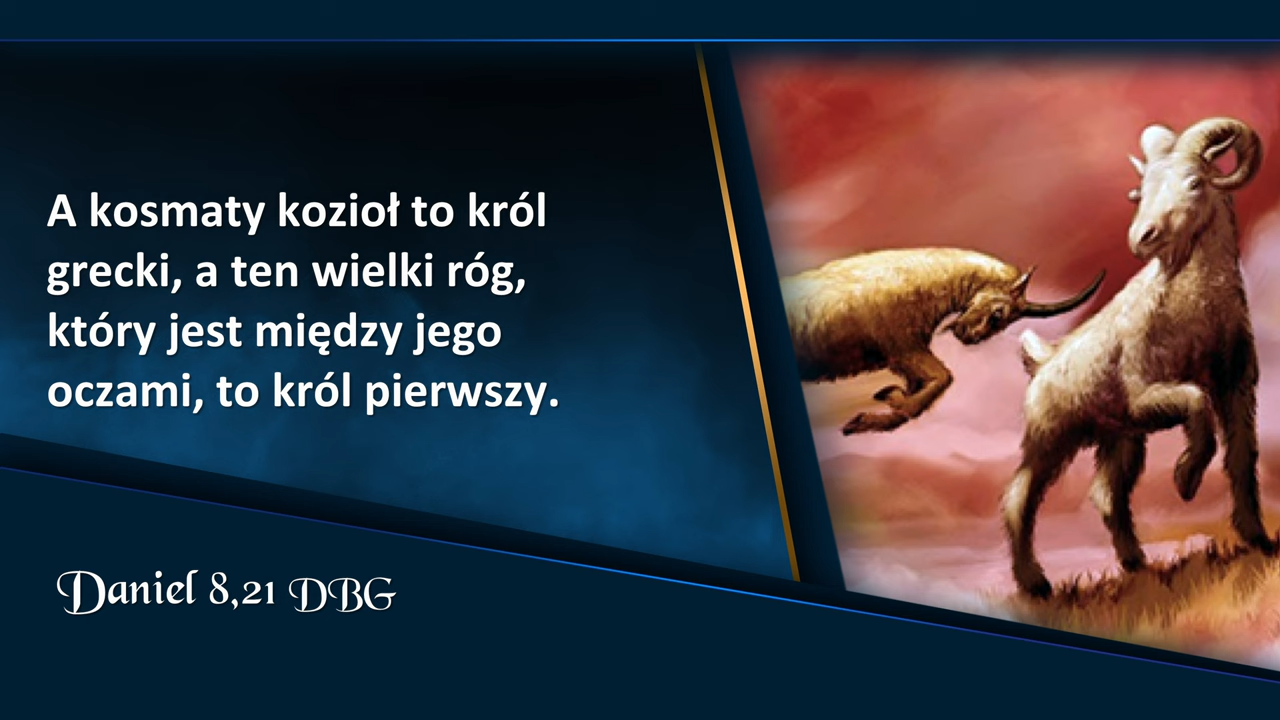 A kosmaty kozioł to król
grecki, a ten wielki róg,
który jest między jego
oczami, to król pierwszy.
Daniel 8,21 DBG